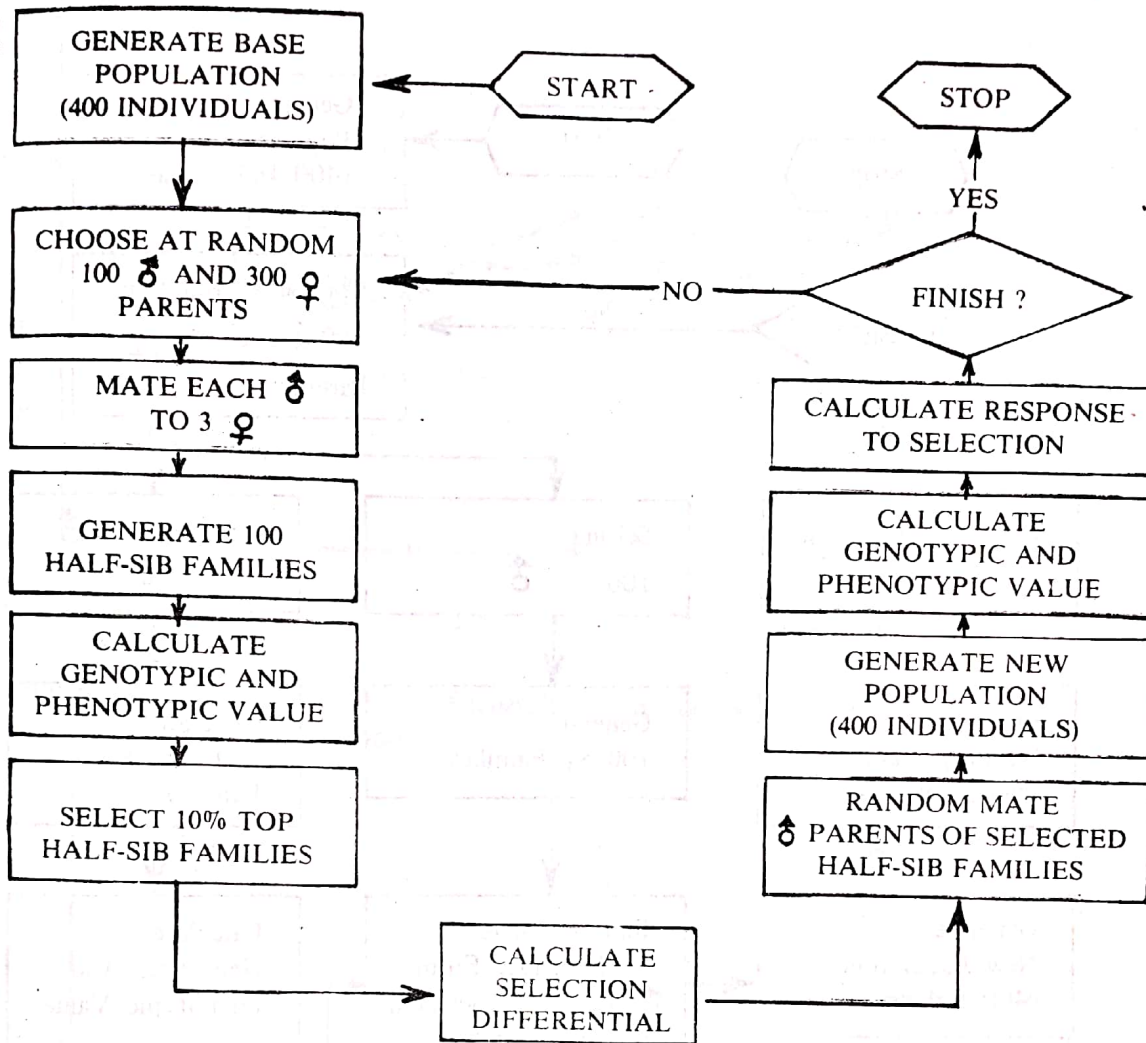 START
GENERATE BASE
POPULATION
(400 INDIVIDUALS)
CHOOSE AT RANDOM
100 ♂ AND 300 ♀
PARENTS
MATE EACH ♂
TO 3 ♀
GENERATE 100
HALF-SIB FAMILIES
CALCULATE
GENOTYPIC AND
PHENOTYPIC VALUE
SELECT 10% TOP
HALF-SIB FAMILIES
CALCULATE
SELECTION
DIFFERENTIAL
RANDOM MATE
♂ PARENTS OF SELECTED
HALF-SIB FAMILIES
GENERATE NEW
POPULATION
(400 INDIVIDUALS)
CALCULATE
GENOTYPIC AND
PHENOTYPIC VALUE
CALCULATE RESPONSE
TO SELECTION
FINISH ?
NO
YES
STOP